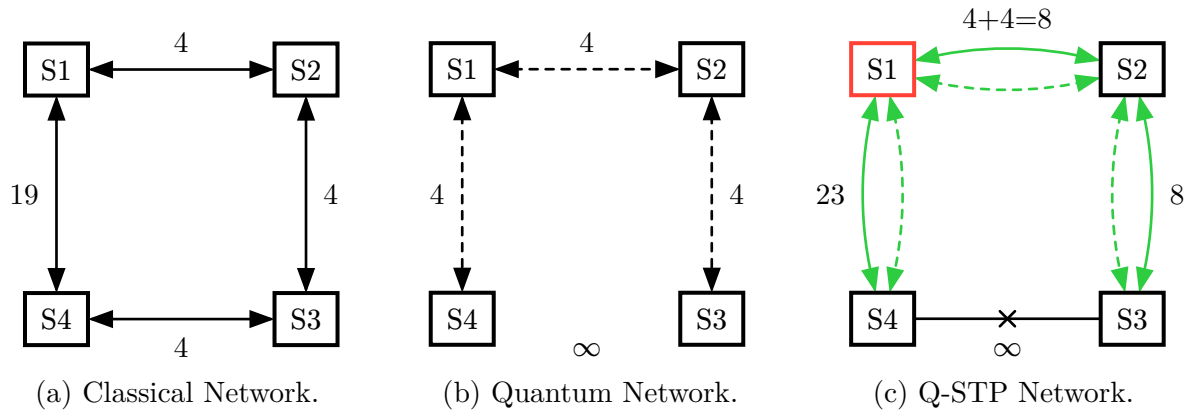 4
S1
S2
19
4
S4
S3
4
(a) Classical Network.
4
S1
S2
4
4
S4
S3
∞
(b) Quantum Network.
4+4=8
S1
S2
23
8
S4
S3
∞
(c) Q-STP Network.